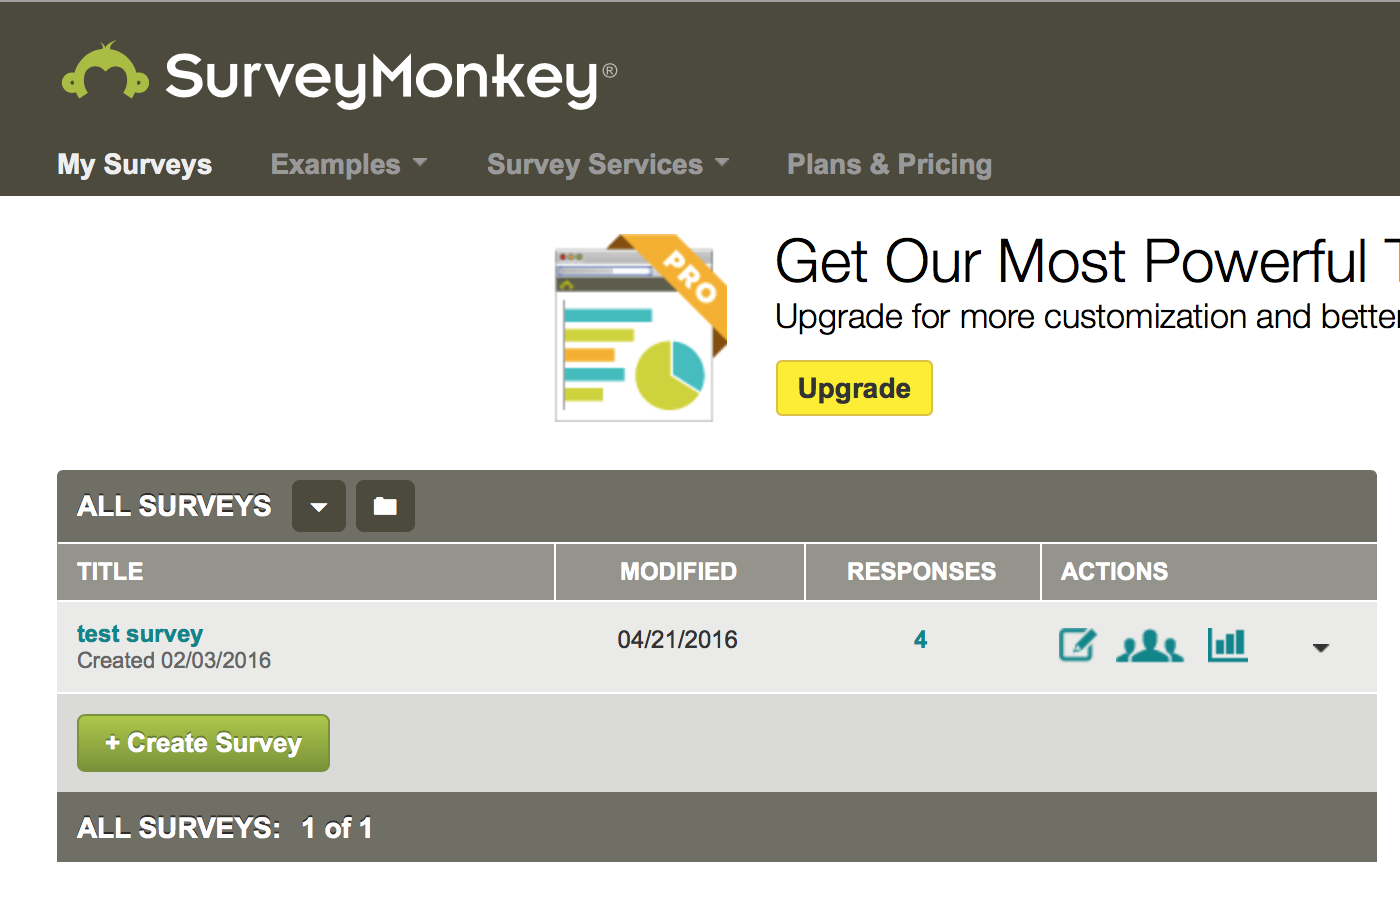 SurveyMonkey®
My Surveys Examples Survey Services Plans & Pricing
PRO
Get Our Most Powerful
Upgrade for more customization and better
Upgrade
ALL SURVEYS
TITLE MODIFIED RESPONSES ACTIONS
test survey 04/21/2016 4
Created 02/03/2016
+ Create Survey
ALL SURVEYS: 1 of 1